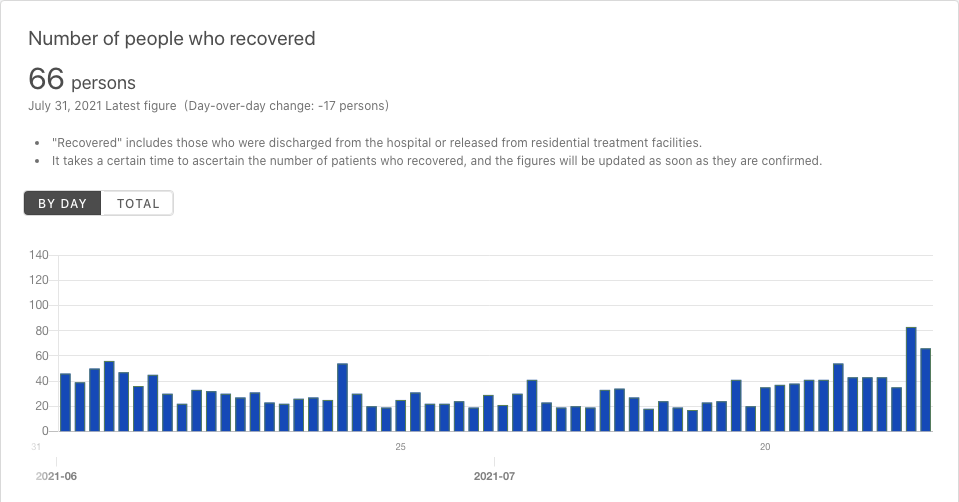 Number of people who recovered
66 persons
July 31, 2021 Latest figure (Day-over-day change: -17 persons)
• "Recovered" includes those who were discharged from the hospital or released from residential treatment facilities.
• It takes a certain time to ascertain the number of patients who recovered, and the figures will be updated as soon as they are confirmed.
BY DAY TOTAL
140
120
100
80
60
40
20
0
31 25 20
2021-06 2021-07